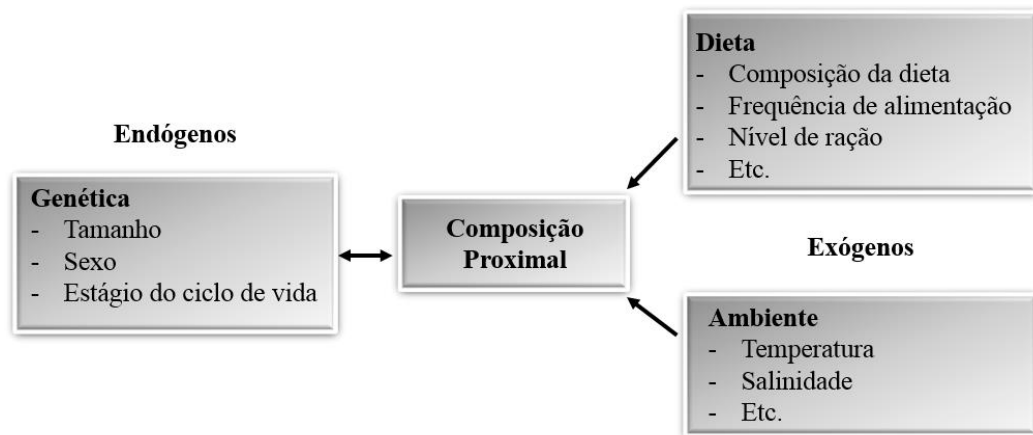 Endógenos
Genética
- Tamanho
- Sexo
- Estágio do ciclo de vida
Composição
Proximal
Dieta
- Composição da dieta
- Frequência de alimentação
- Nível de ração
- Etc.
Exógenos
Ambiente
- Temperatura
- Salinidade
- Etc.